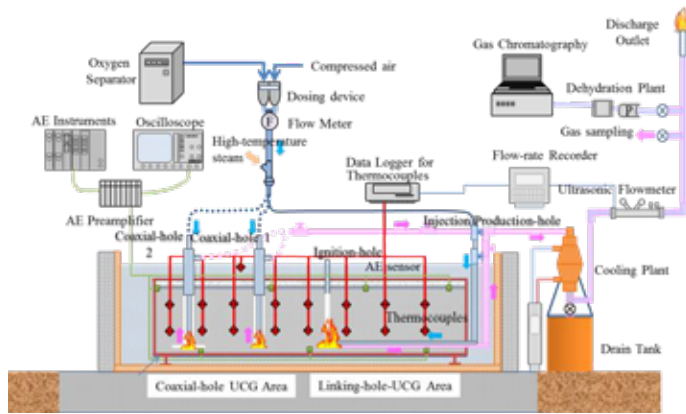 Discharge
Outlet
Gas Chromatography
Oxygen
Separator
Compressed air
Dehydration Plant
Dosing device
P
AE Instruments
Oscilloscope
F
Flow Meter
Gas sampling
High-temperature
steam
Data Logger for
Thermocouples
Flow-rate Recorder
Ultrasonic Flowmeter
AE Preamplifier
Injection/Production-hole
Coaxial-hole
2
Coaxial-hole 1
Ignition-hole
AE sensor
Cooling Plant
Thermocouples
Drain Tank
Coaxial-hole UCG Area
Linking-hole-UCG Area